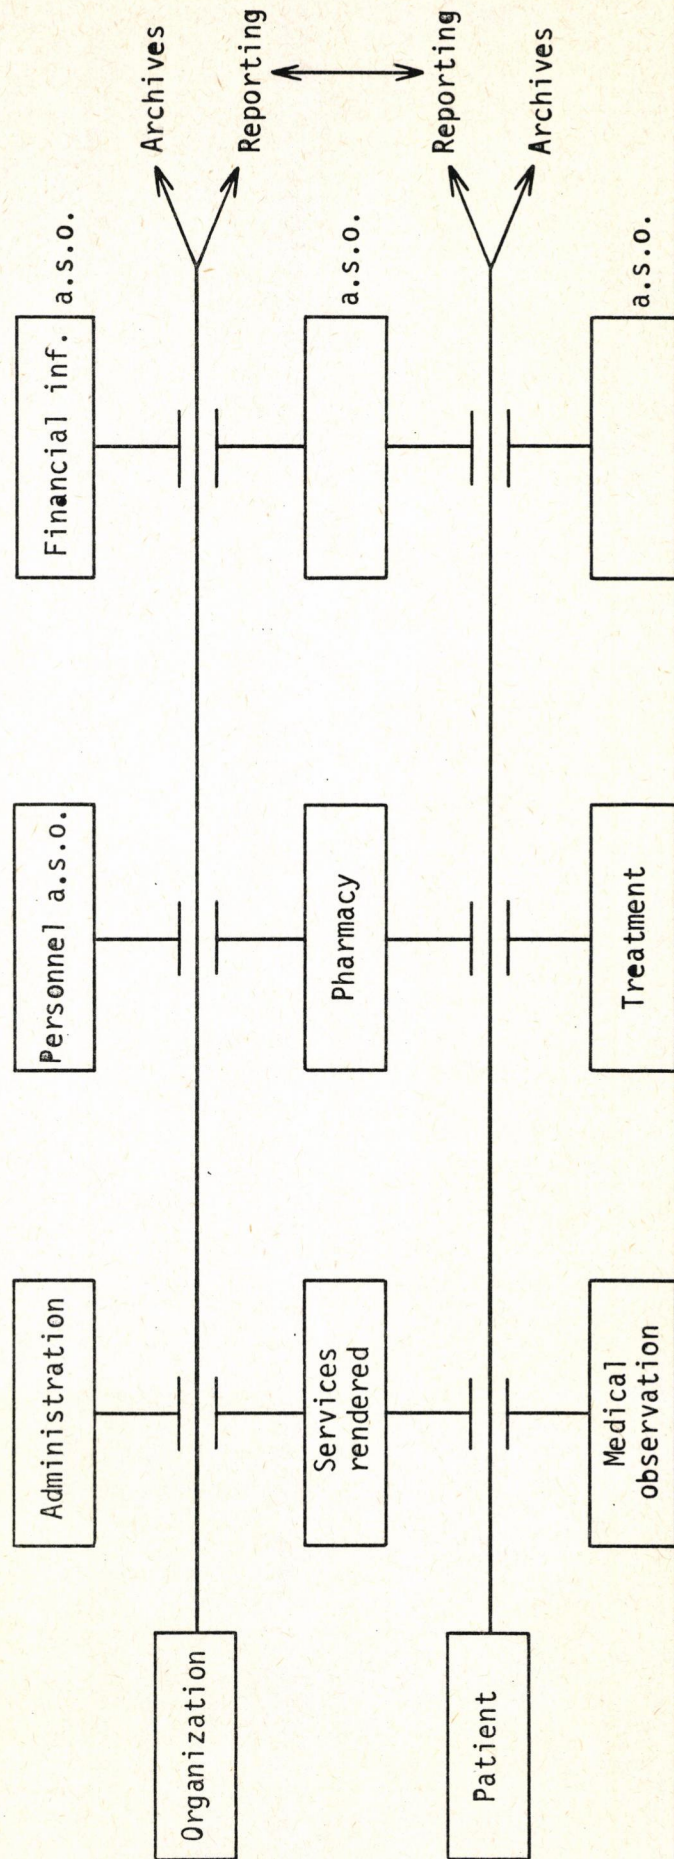 Administration
Personnel a.s.o.
Financial inf.
a.s.o.
Archives
Organization
Reporting
Services
rendered
Pharmacy
a.s.o.
Reporting
Patient
Archives
Medical
observation
Treatment
a.s.o.